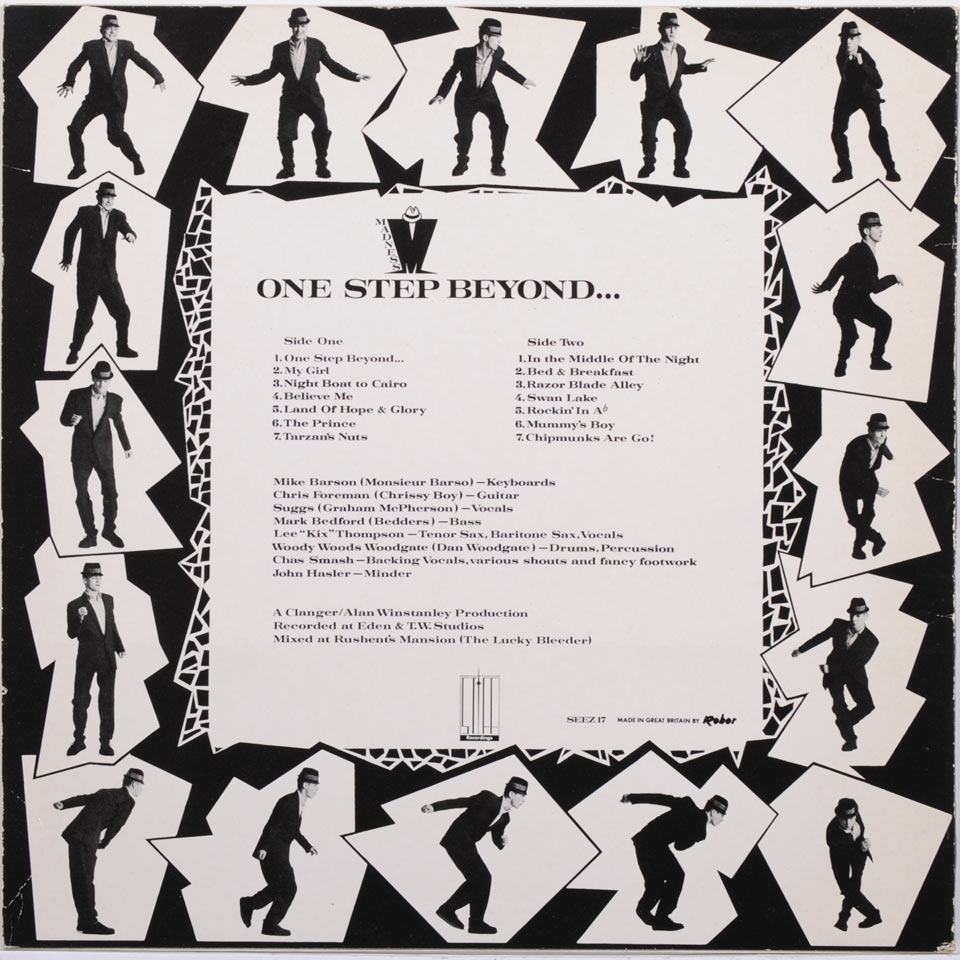 MADNESS
M
ONE STEP BEYOND...
Side One
1. One Step Beyond...
2. My Girl
3. Night Boat to Cairo
4. Believe Me
5. Land Of Hope & Glory
6. The Prince
7. Tarzan's Nuts
Side Two
1. In the Middle Of The Night
2. Bed & Breakfast
3. Razor Blade Alley
4. Swan Lake
5. Rockin' In A♭
6. Mummy's Boy
7. Chipmunks Are Go!
Mike Barson (Monsieur Barso) – Keyboards
Chris Foreman (Chrissy Boy) – Guitar
Suggs (Graham McPherson) – Vocals
Mark Bedford (Bedders) – Bass
Lee "Kix" Thompson – Tenor Sax, Baritone Sax, Vocals
Woody Woods Woodgate (Dan Woodgate) – Drums, Percussion
Chas Smash – Backing Vocals, various shouts and fancy footwork
John Hasler – Minder
A Clanger/Alan Winstanley Production
Recorded at Eden & T.W. Studios
Mixed at Rushent's Mansion (The Lucky Bleeder)
Stiff
Recordings
SEEZ 17 MADE IN GREAT BRITAIN BY Robor